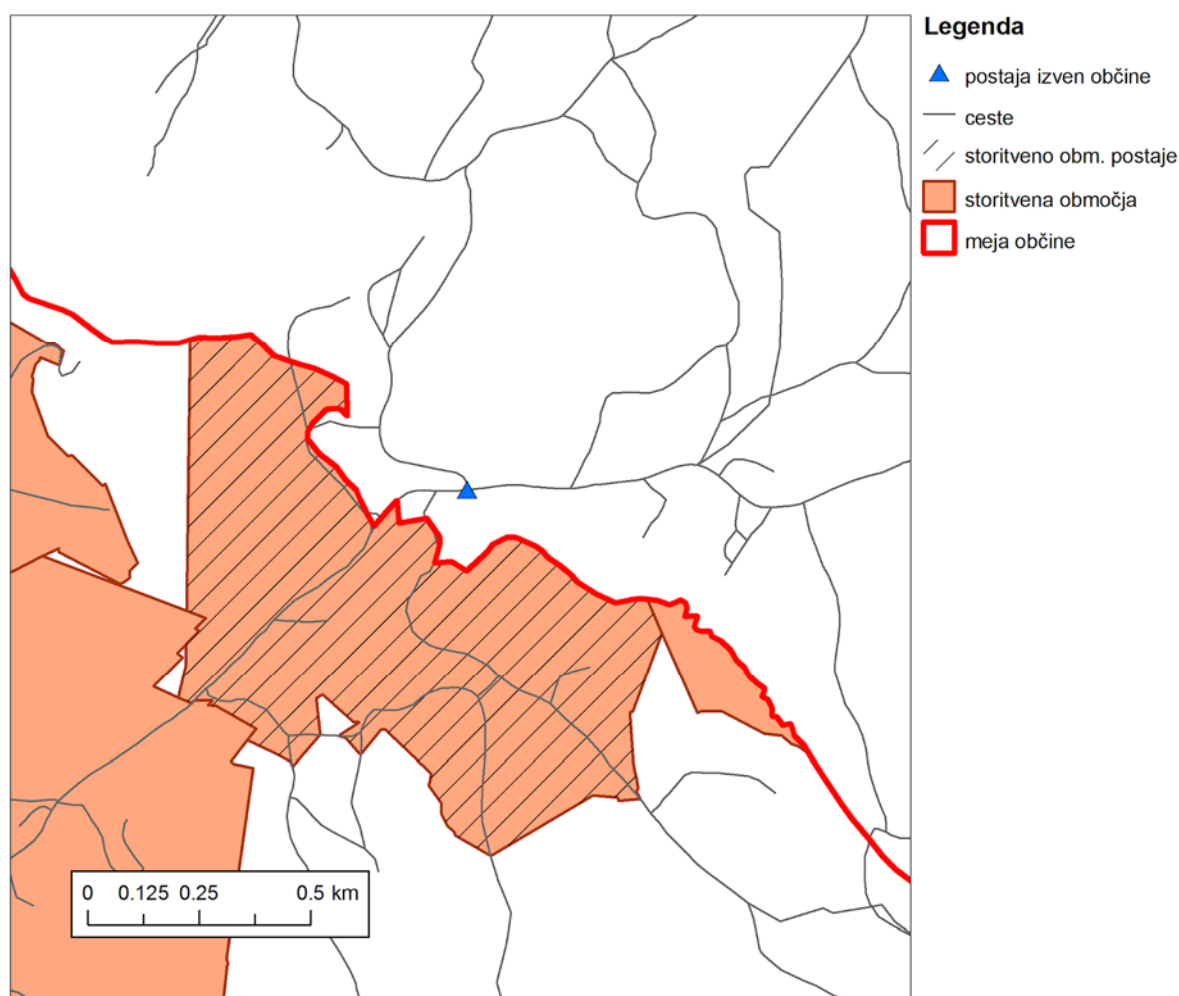 Legenda
postaja izven občine
ceste
storitveno obm. postaje
storitvena območja
meja občine
0 0.125 0.25 0.5 km